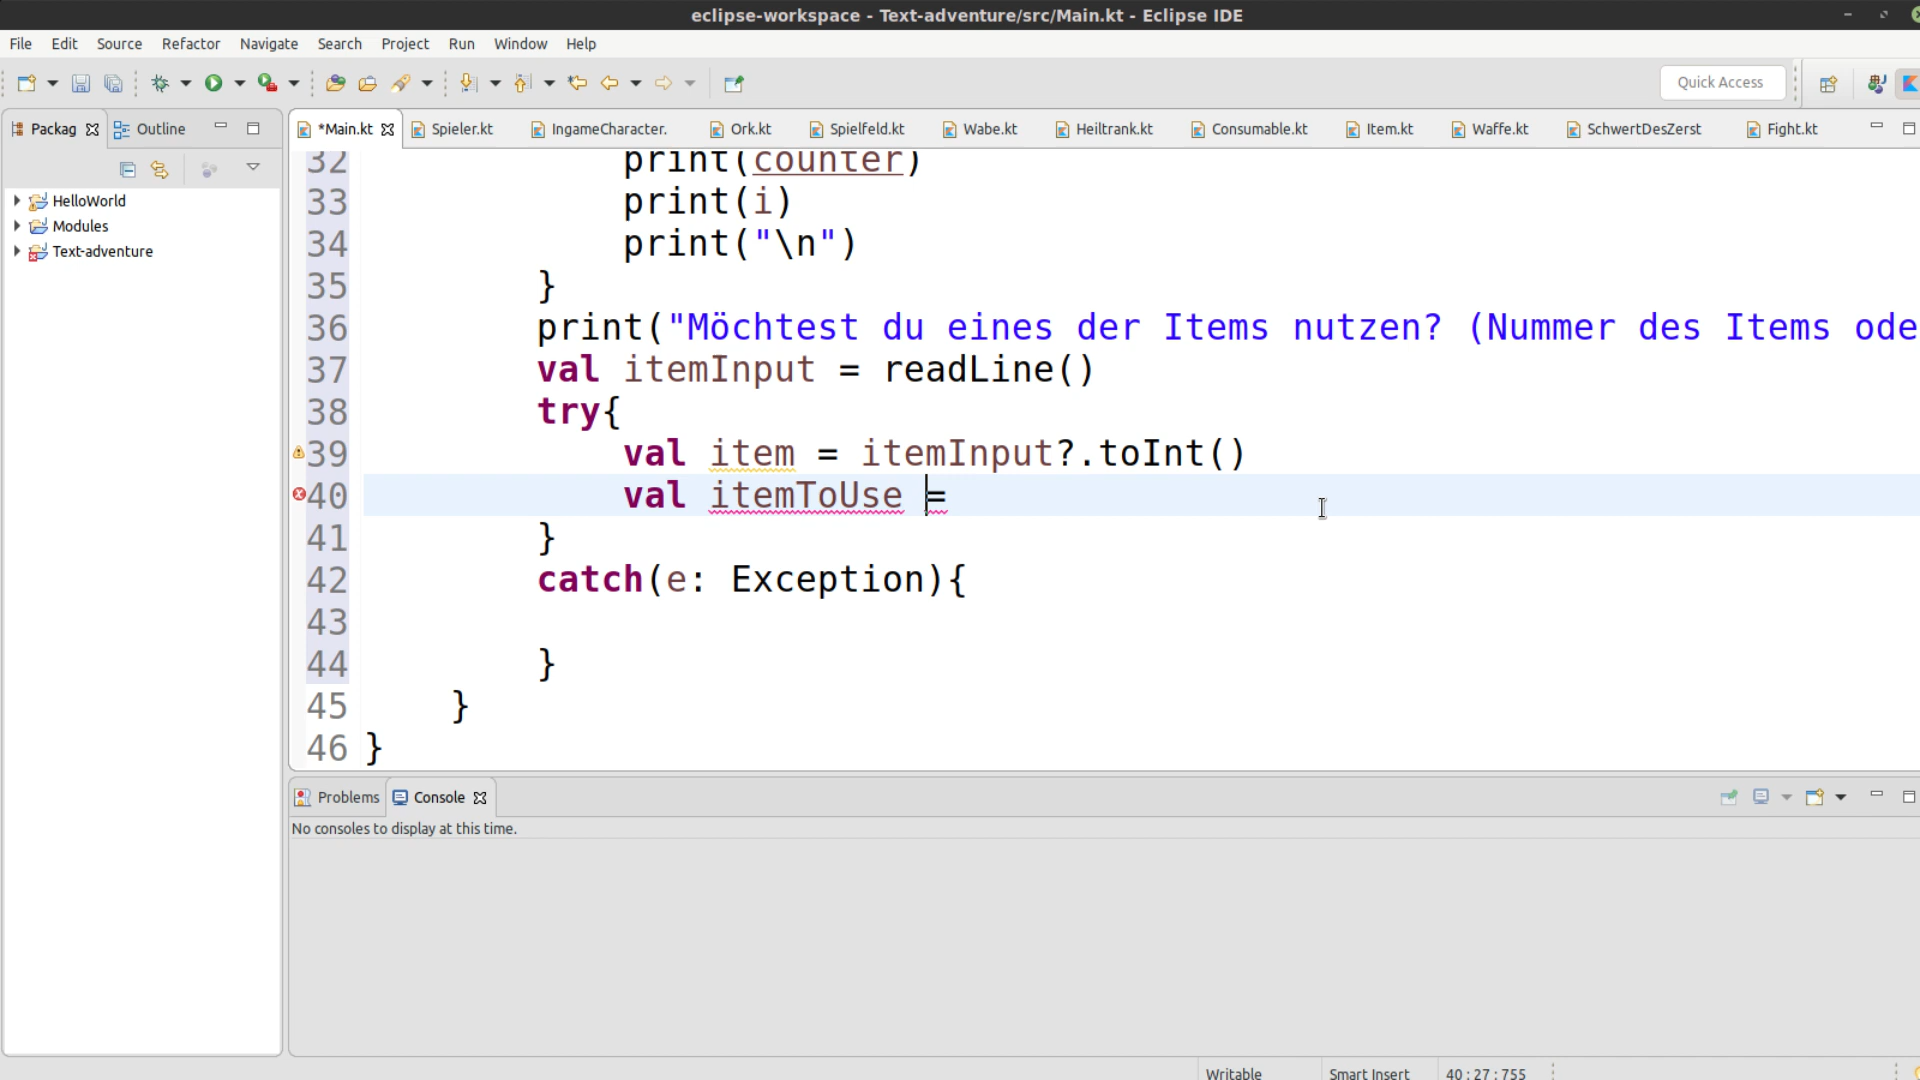 eclipse-workspace - Text-adventure/src/Main.kt - Eclipse IDE
File Edit Source Refactor Navigate Search Project Run Window Help
Quick Access
Packag Outline
*Main.kt Spieler.kt IngameCharacter. Ork.kt Spielfeld.kt Wabe.kt Heiltrank.kt Consumable.kt Item.kt Waffe.kt SchwertDesZerst Fight.kt
HelloWorld
Modules
Text-adventure
32 print(counter)
33 print(i)
34 print("\n")
35 }
36 print("Möchtest du eines der Items nutzen? (Nummer des Items ode
37 val itemInput = readLine()
38 try{
39 val item = itemInput?.toInt()
40 val itemToUse =
41 }
42 catch(e: Exception){
43
44 }
45 }
46 }
Problems Console
No consoles to display at this time.
Writable Smart Insert 40 : 27 : 755